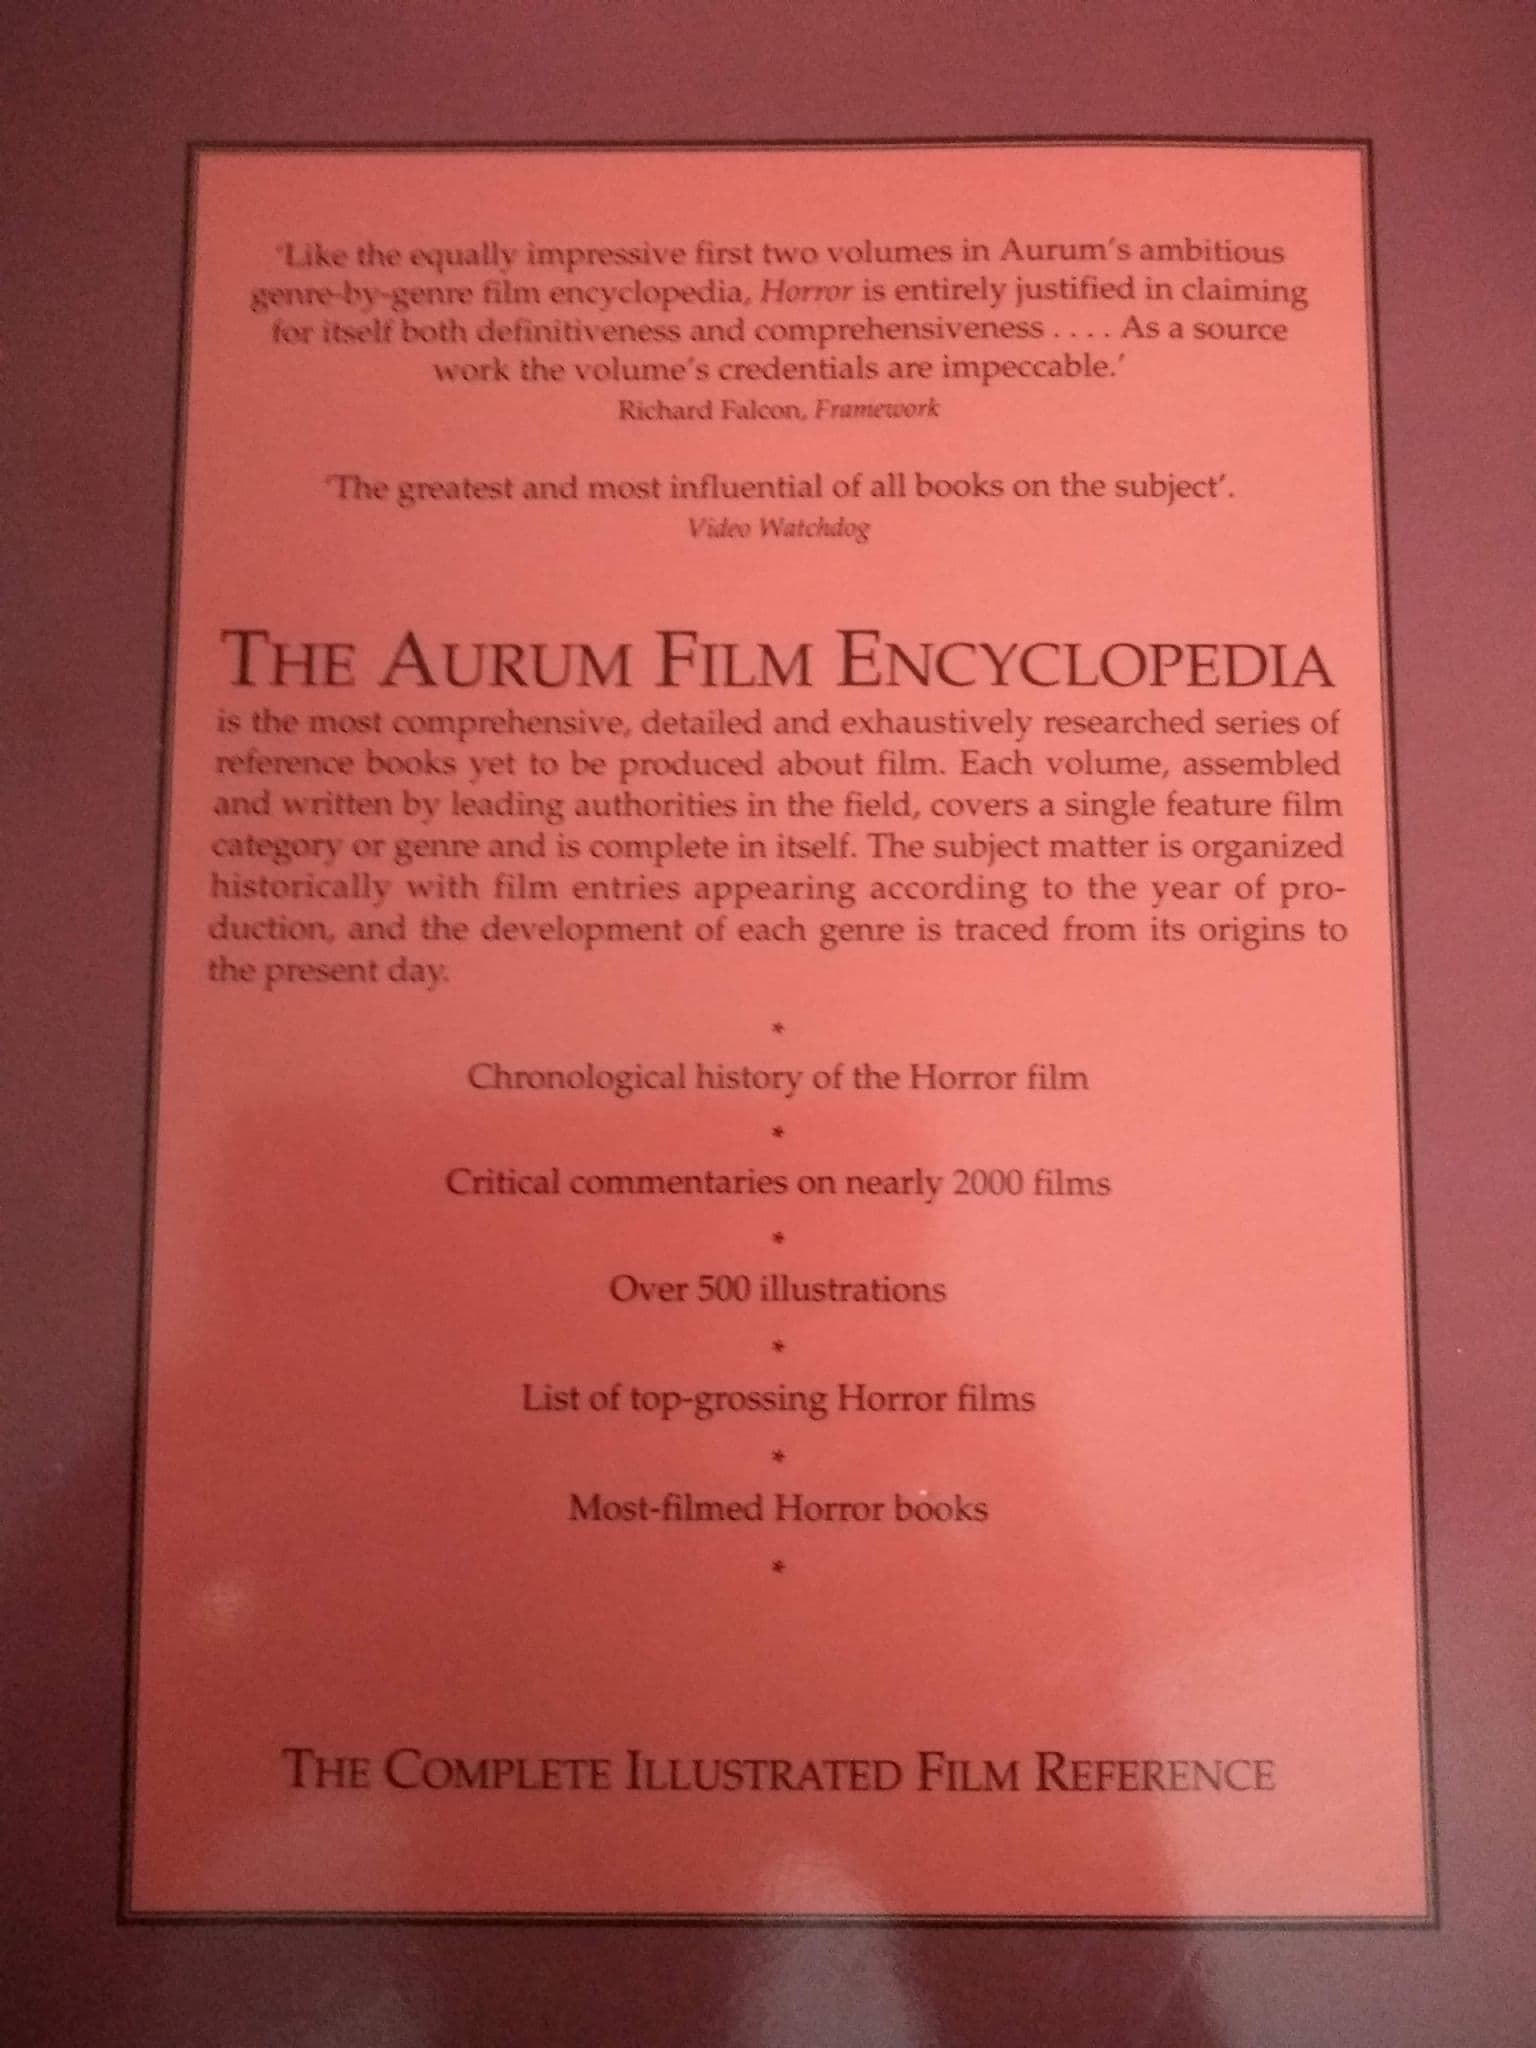 ‘Like the equally impressive first two volumes in Aurum’s ambitious
genre-by-genre film encyclopedia, Horror is entirely justified in claiming
for itself both definitiveness and comprehensiveness . . . . As a source
work the volume’s credentials are impeccable.’
Richard Falcon, Framework
‘The greatest and most influential of all books on the subject’.
Video Watchdog
THE AURUM FILM ENCYCLOPEDIA
is the most comprehensive, detailed and exhaustively researched series of
reference books yet to be produced about film. Each volume, assembled
and written by leading authorities in the field, covers a single feature film
category or genre and is complete in itself. The subject matter is organized
historically with film entries appearing according to the year of pro-
duction, and the development of each genre is traced from its origins to
the present day.
*
Chronological history of the Horror film
*
Critical commentaries on nearly 2000 films
*
Over 500 illustrations
*
List of top-grossing Horror films
*
Most-filmed Horror books
*
THE COMPLETE ILLUSTRATED FILM REFERENCE